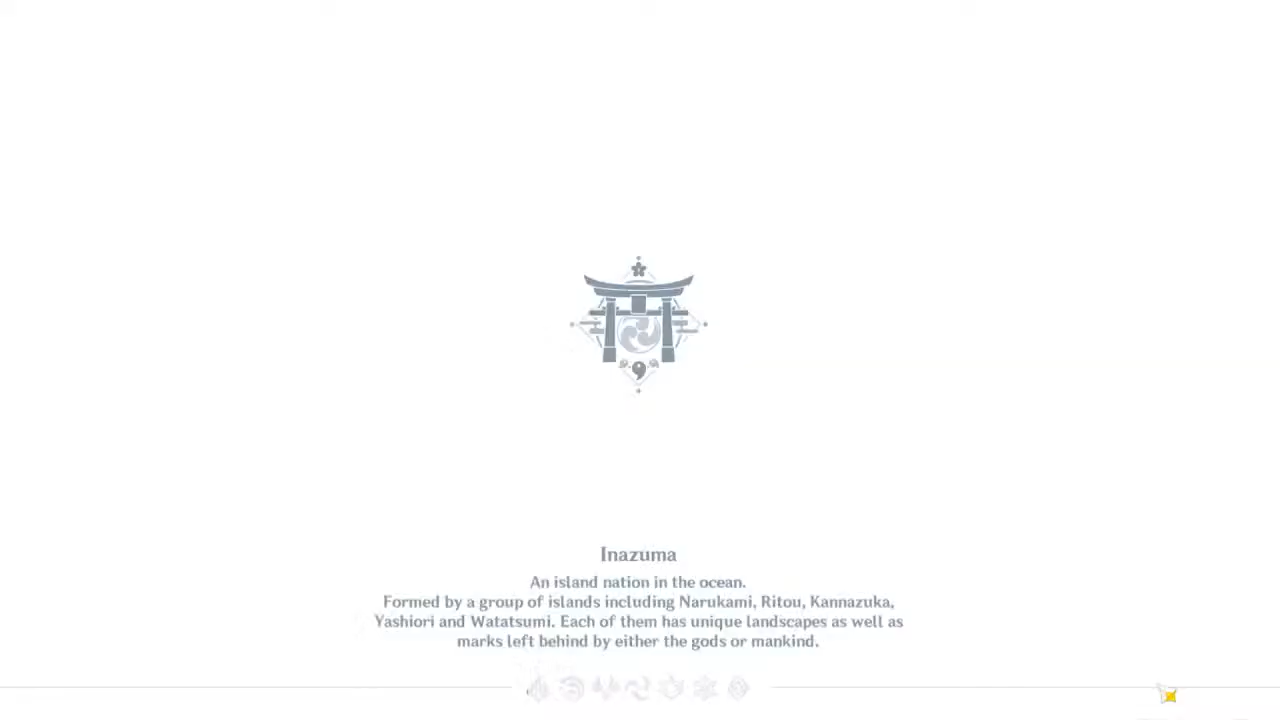 Inazuma
An island nation in the ocean.
Formed by a group of islands including Narukami, Ritou, Kannazuka,
Yashiori and Watatsumi. Each of them has unique landscapes as well as
marks left behind by either the gods or mankind.